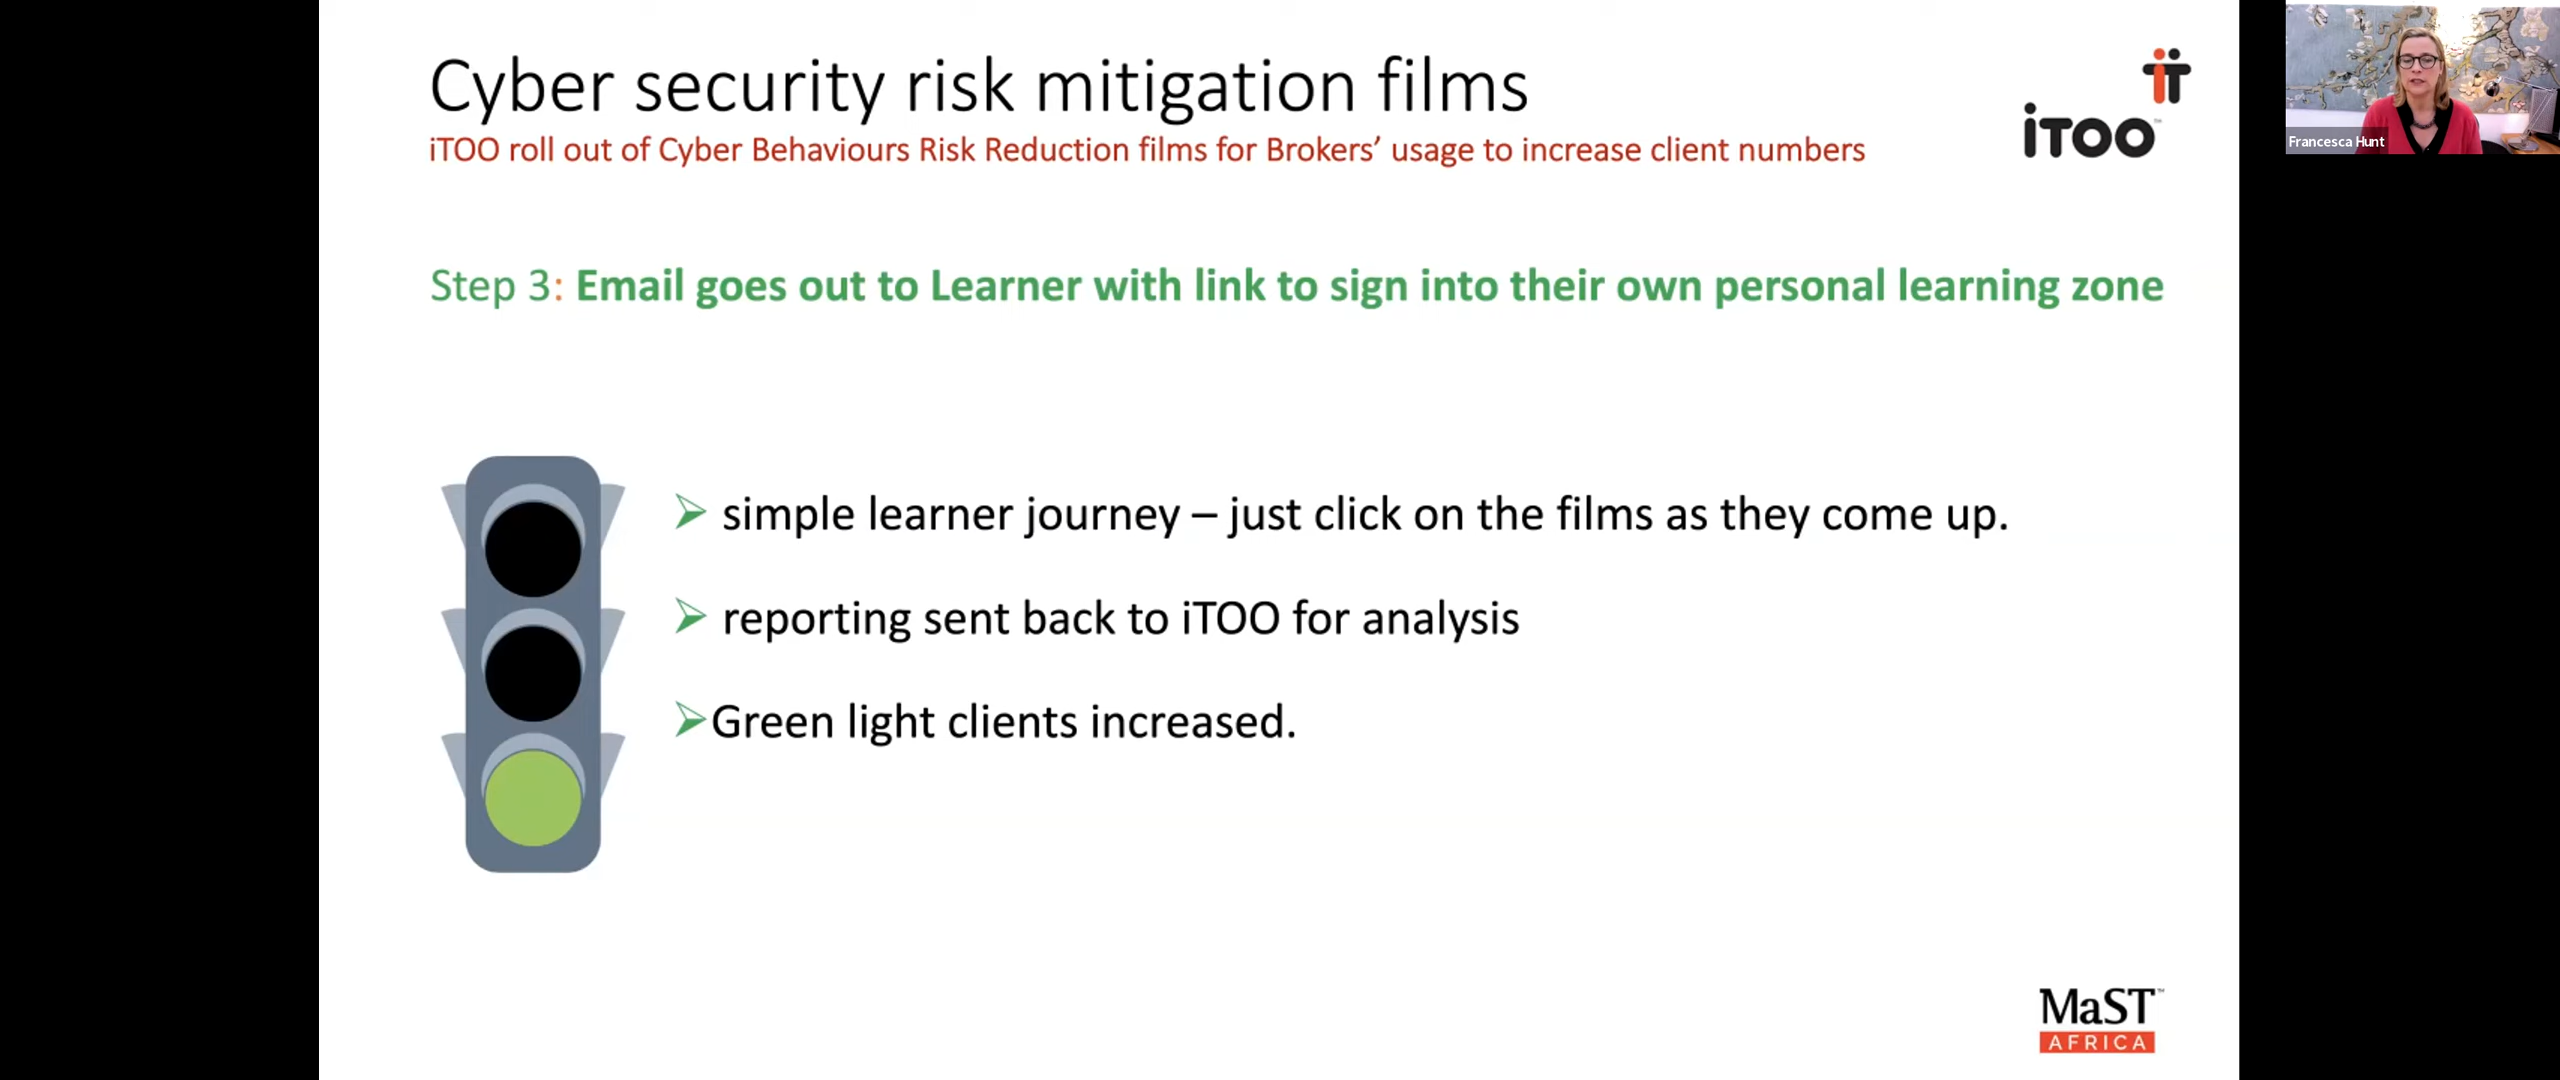 Cyber security risk mitigation films
iTOO roll out of Cyber Behaviours Risk Reduction films for Brokers’ usage to increase client numbers
iT
iTOO™
Francesca Hunt
Step 3: Email goes out to Learner with link to sign into their own personal learning zone
➢ simple learner journey – just click on the films as they come up.
➢ reporting sent back to iTOO for analysis
➢Green light clients increased.
MaST™
AFRICA